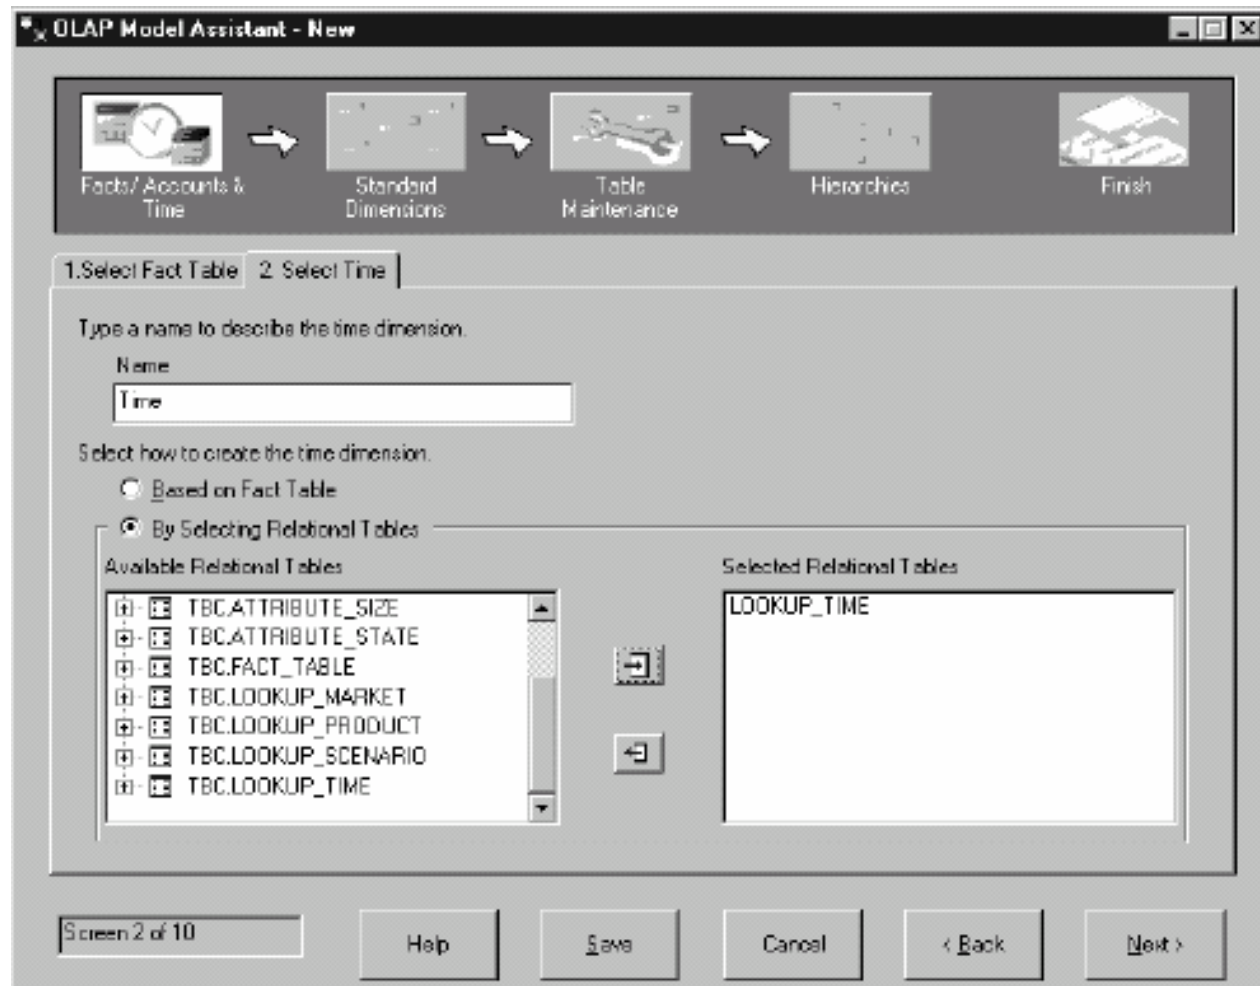 OLAP Model Assistant - New
Facts/Accounts &
Time
Standard
Dimensions
Table
Maintenance
Hierarchies
Finish
1.Select Fact Table
2. Select Time
Type a name to describe the time dimension.
Name
Time
Select how to create the time dimension.
Based on Fact Table
By Selecting Relational Tables
Available Relational Tables
Selected Relational Tables
TBC.ATTRIBUTE_SIZE
TBC.ATTRIBUTE_STATE
TBC.FACT_TABLE
TBC.LOOKUP_MARKET
TBC.LOOKUP_PRODUCT
TBC.LOOKUP_SCENARIO
TBC.LOOKUP_TIME
LOOKUP_TIME
Screen 2 of 10
Help
Save
Cancel
< Back
Next >